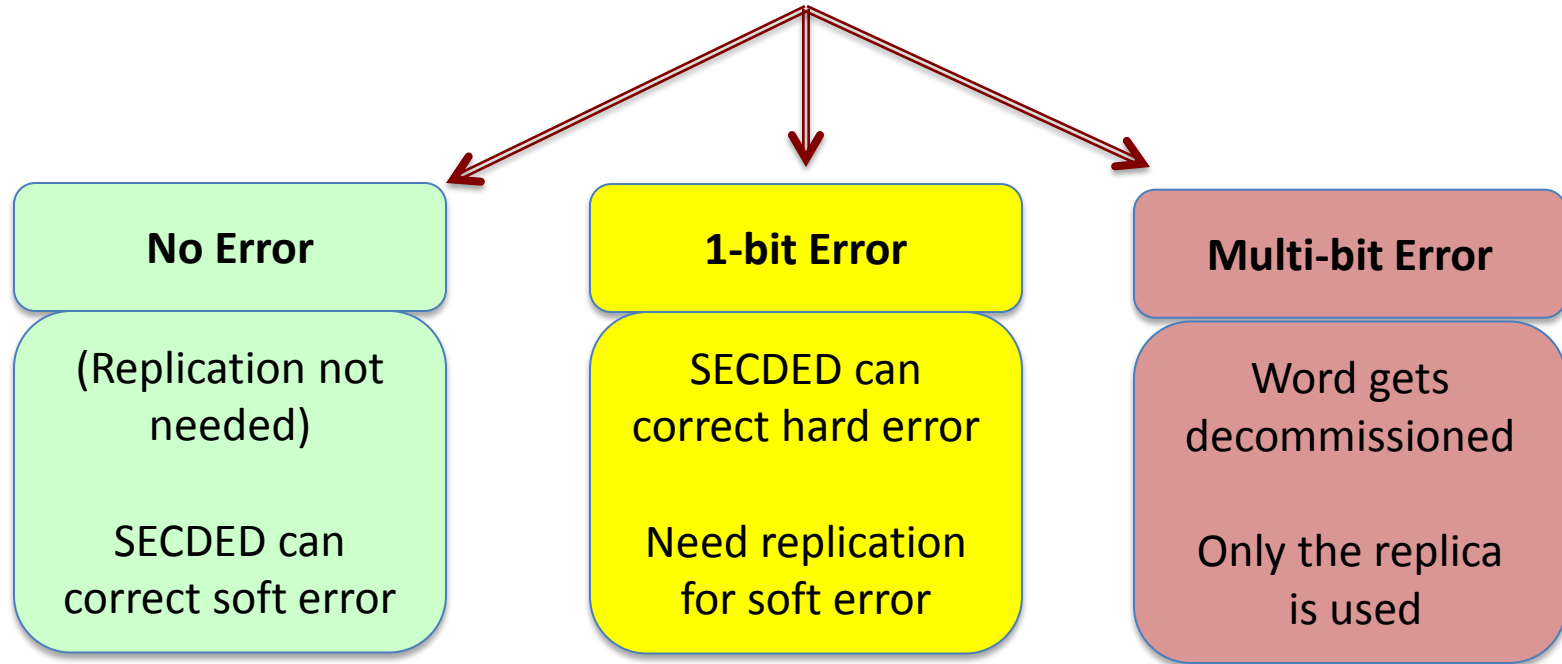 No Error
(Replication not
needed)
SECDED can
correct soft error
1-bit Error
SECDED can
correct hard error
Need replication
for soft error
Multi-bit Error
Word gets
decommissioned
Only the replica
is used